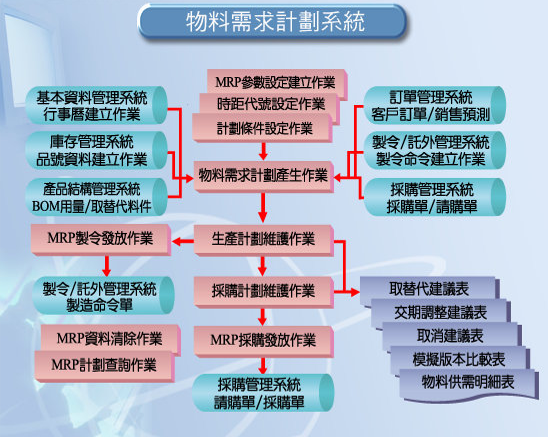 物料需求計劃系統
MRP參數設定建立作業
時距代號設定作業
計劃條件設定作業
基本資料管理系統
行事曆建立作業
庫存管理系統
品號資料建立作業
產品結構管理系統
BOM用量/取替代料件
訂單管理系統
客戶訂單/銷售預測
製令/託外管理系統
製令命令建立作業
採購管理系統
採購單/請購單
物料需求計劃產生作業
MRP製令發放作業
生產計劃維護作業
製令/託外管理系統
製造命令單
採購計劃維護作業
MRP資料清除作業
MRP計劃查詢作業
MRP採購發放作業
採購管理系統
請購單/採購單
取替代建議表
交期調整建議表
取消建議表
模擬版本比較表
物料供需明細表